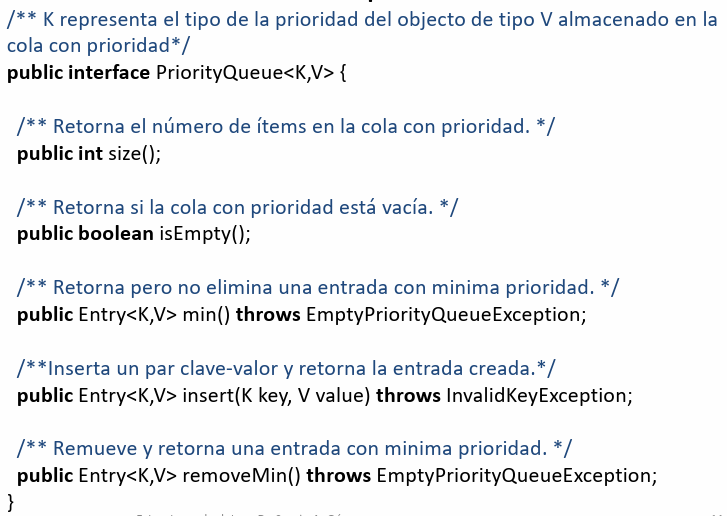 /** K representa el tipo de la prioridad del objecto de tipo V almacenado en la
cola con prioridad*/
public interface PriorityQueue<K,V> {
/** Retorna el número de ítems en la cola con prioridad. */
public int size();
/** Retorna si la cola con prioridad está vacía. */
public boolean isEmpty();
/** Retorna pero no elimina una entrada con minima prioridad. */
public Entry<K,V> min() throws EmptyPriorityQueueException;
/**Inserta un par clave-valor y retorna la entrada creada.*/
public Entry<K,V> insert(K key, V value) throws InvalidKeyException;
/** Remueve y retorna una entrada con minima prioridad. */
public Entry<K,V> removeMin() throws EmptyPriorityQueueException;
}